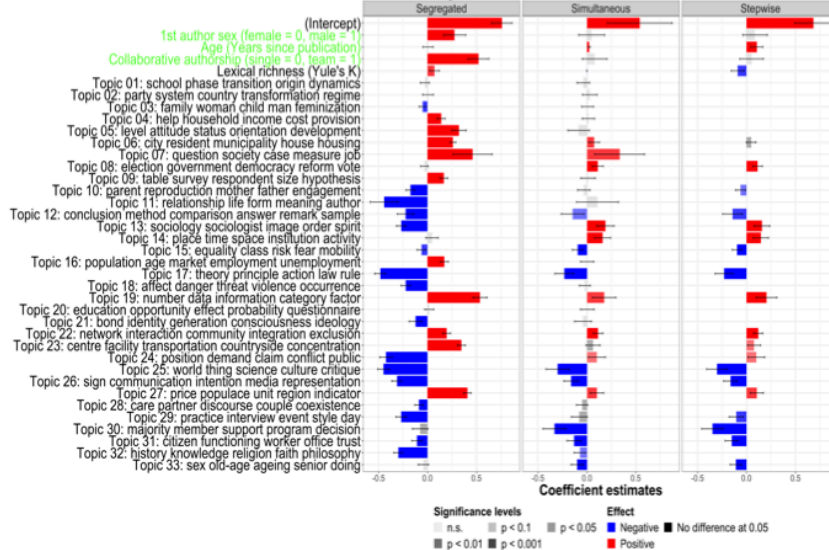 Segregated Simultaneous Stepwise
(Intercept)
1st author sex (female = 0, male = 1)
Age (Years since publication)
Collaborative authorship (single = 0, team = 1)
Lexical richness (Yule's K)
Topic 01: school phase transition origin dynamics
Topic 02: party system country transformation regime
Topic 03: family woman child man feminization
Topic 04: help household income cost provision
Topic 05: level attitude status orientation development
Topic 06: city resident municipality house housing
Topic 07: question society case measure job
Topic 08: election government democracy reform vote
Topic 09: table survey respondent size hypothesis
Topic 10: parent reproduction mother father engagement
Topic 11: relationship life form meaning author
Topic 12: conclusion method comparison answer remark sample
Topic 13: sociology sociologist image order spirit
Topic 14: place time space institution activity
Topic 15: equality class risk fear mobility
Topic 16: population age market employment unemployment
Topic 17: theory principle action law rule
Topic 18: affect danger threat violence occurrence
Topic 19: number data information category factor
Topic 20: education opportunity effect probability questionnaire
Topic 21: bond identity generation consciousness ideology
Topic 22: network interaction community integration exclusion
Topic 23: centre facility transportation countryside concentration
Topic 24: position demand claim conflict public
Topic 25: world thing science culture critique
Topic 26: sign communication intention media representation
Topic 27: price populace unit region indicator
Topic 28: care partner discourse couple coexistence
Topic 29: practice interview event style day
Topic 30: majority member support program decision
Topic 31: citizen functioning worker office trust
Topic 32: history knowledge religion faith philosophy
Topic 33: sex old-age ageing senior doing
-0.5 0.0 0.5 -0.5 0.0 0.5 -0.5 0.0 0.5
Coefficient estimates
Significance levels Effect
n.s. p < 0.1 p < 0.05 Negative No difference at 0.05
p < 0.01 p < 0.001 Positive